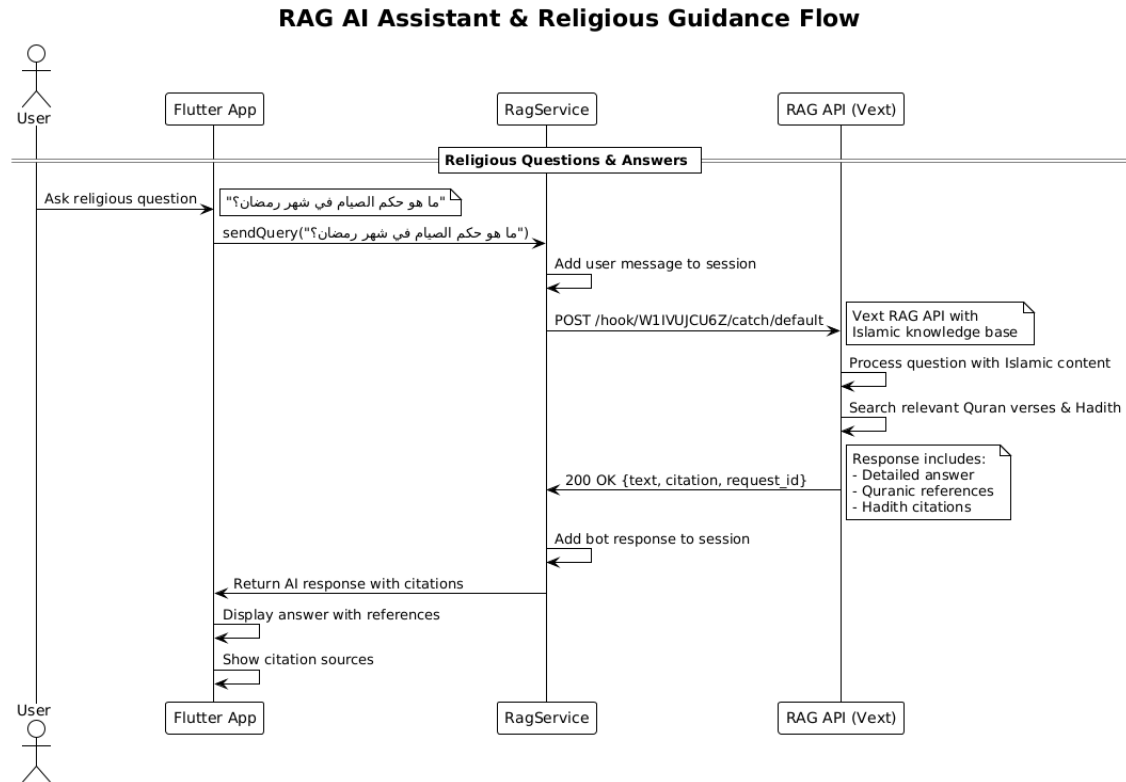 RAG AI Assistant & Religious Guidance Flow
User
Flutter App
RagService
RAG API (Vext)
Religious Questions & Answers
Ask religious question
"ما هو حكم الصيام في شهر رمضان؟"
sendQuery("ما هو حكم الصيام في شهر رمضان؟")
Add user message to session
POST /hook/W1IVUJCU6Z/catch/default
Vext RAG API with
Islamic knowledge base
Process question with Islamic content
Search relevant Quran verses & Hadith
200 OK {text, citation, request_id}
Response includes:
- Detailed answer
- Quranic references
- Hadith citations
Add bot response to session
Return AI response with citations
Display answer with references
Show citation sources
User
Flutter App
RagService
RAG API (Vext)